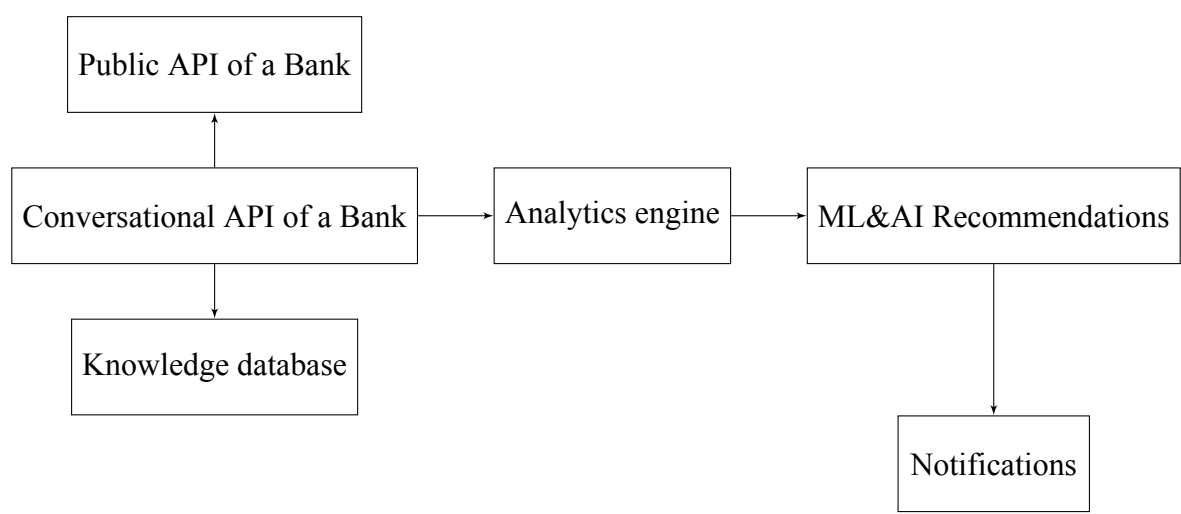 Public API of a Bank
Conversational API of a Bank
Analytics engine
ML&AI Recommendations
Knowledge database
Notifications